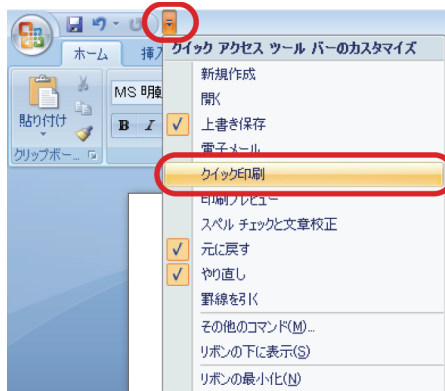 ホーム
挿入
クイック アクセス ツール バーのカスタマイズ
新規作成
開く
上書き保存
電子メール
クイック印刷
印刷プレビュー
スペル チェックと文章校正
元に戻す
やり直し
罫線を引く
その他のコマンド(M)...
リボンの下に表示(S)
リボンの最小化(N)
MS 明朝
B I
貼り付け
クリップボー...